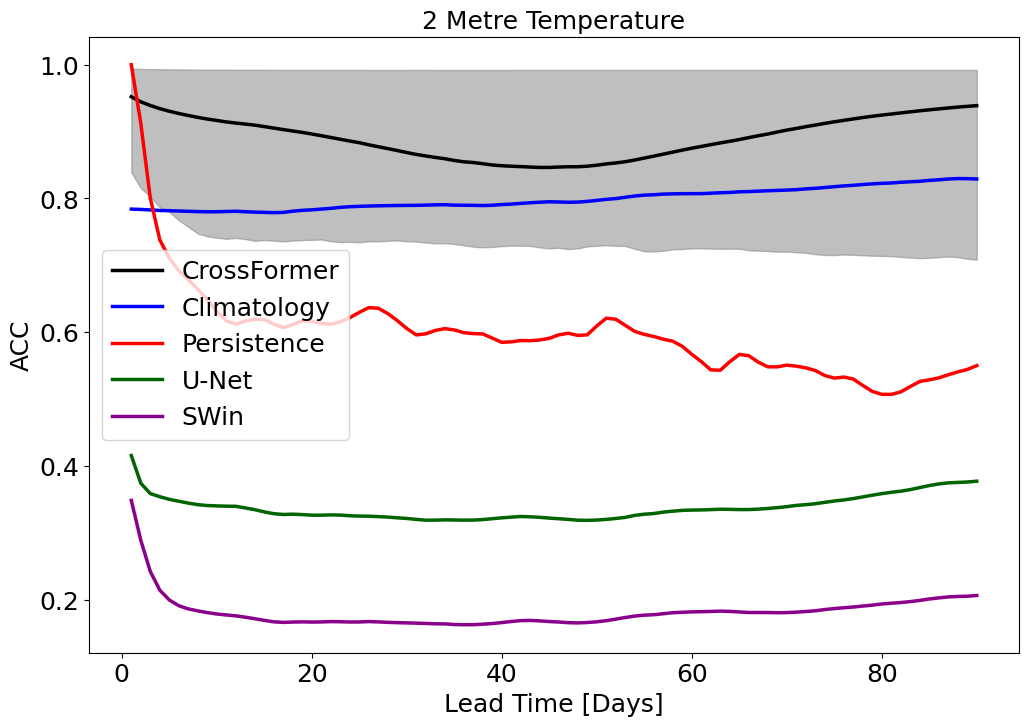 2 Metre Temperature
ACC
1.0
0.8
0.6
0.4
0.2
CrossFormer
Climatology
Persistence
U-Net
SWin
0 20 40 60 80
Lead Time [Days]